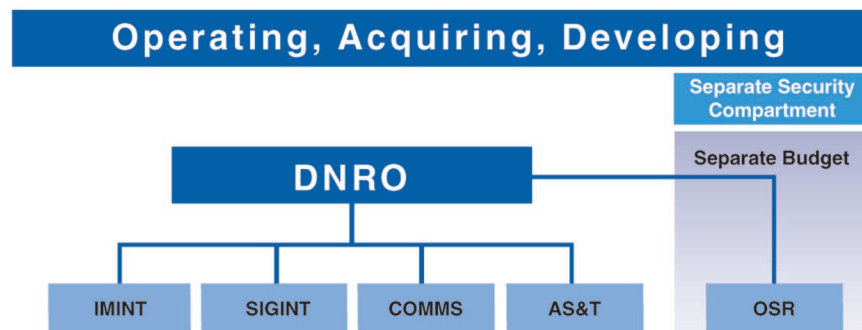 Operating, Acquiring, Developing
Separate Security
Compartment
Separate Budget
DNRO
IMINT
SIGINT
COMMS
AS&T
OSR